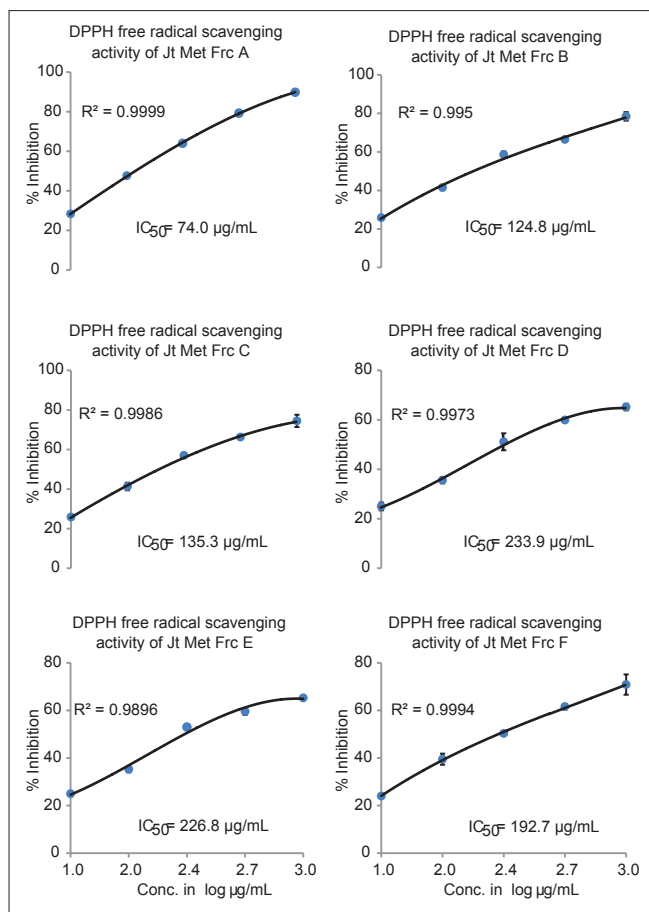 DPPH free radical scavenging
activity of Jt Met Frc A
100
80
60
40
20
0
% Inhibition
R² = 0.9999
IC50= 74.0 µg/mL
DPPH free radical scavenging
activity of Jt Met Frc B
100
80
60
40
20
0
% Inhibition
R² = 0.995
IC50= 124.8 µg/mL
DPPH free radical scavenging
activity of Jt Met Frc C
100
80
60
40
20
0
% Inhibition
R² = 0.9986
IC50= 135.3 µg/mL
DPPH free radical scavenging
activity of Jt Met Frc D
80
60
40
20
0
% Inhibition
R² = 0.9973
IC50= 233.9 µg/mL
DPPH free radical scavenging
activity of Jt Met Frc E
80
60
40
20
0
% Inhibition
R² = 0.9896
IC50= 226.8 µg/mL
1.0 2.0 2.4 2.7 3.0
Conc. in log µg/mL
DPPH free radical scavenging
activity of Jt Met Frc F
80
60
40
20
0
% Inhibition
R² = 0.9994
IC50= 192.7 µg/mL
1.0 2.0 2.4 2.7 3.0
Conc. in log µg/mL